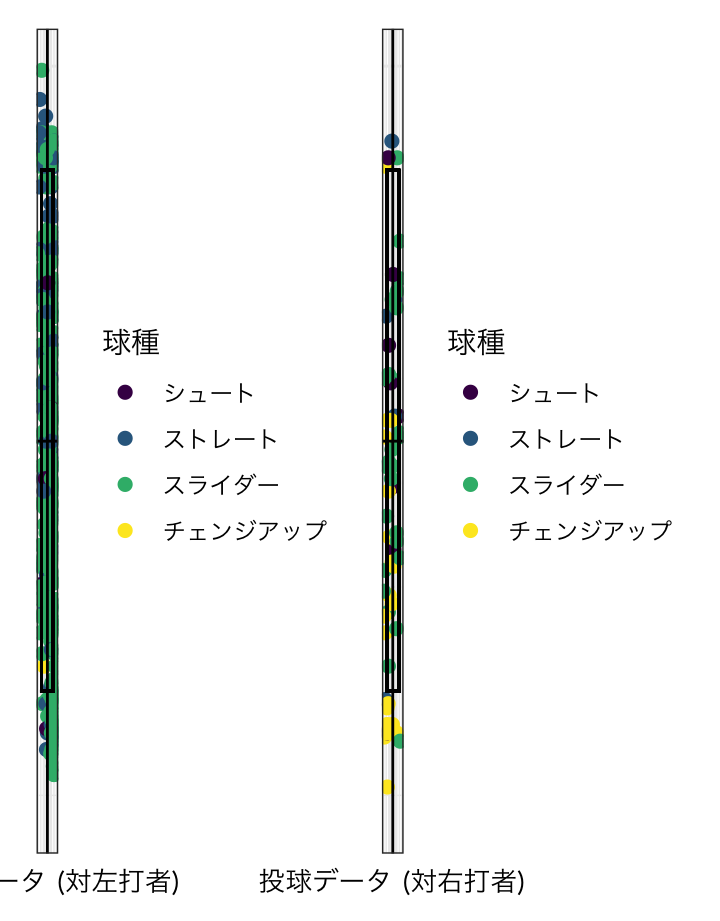 球種
シュート
ストレート
スライダー
チェンジアップ
球種
シュート
ストレート
スライダー
チェンジアップ
ータ (対左打者)
投球データ (対右打者)